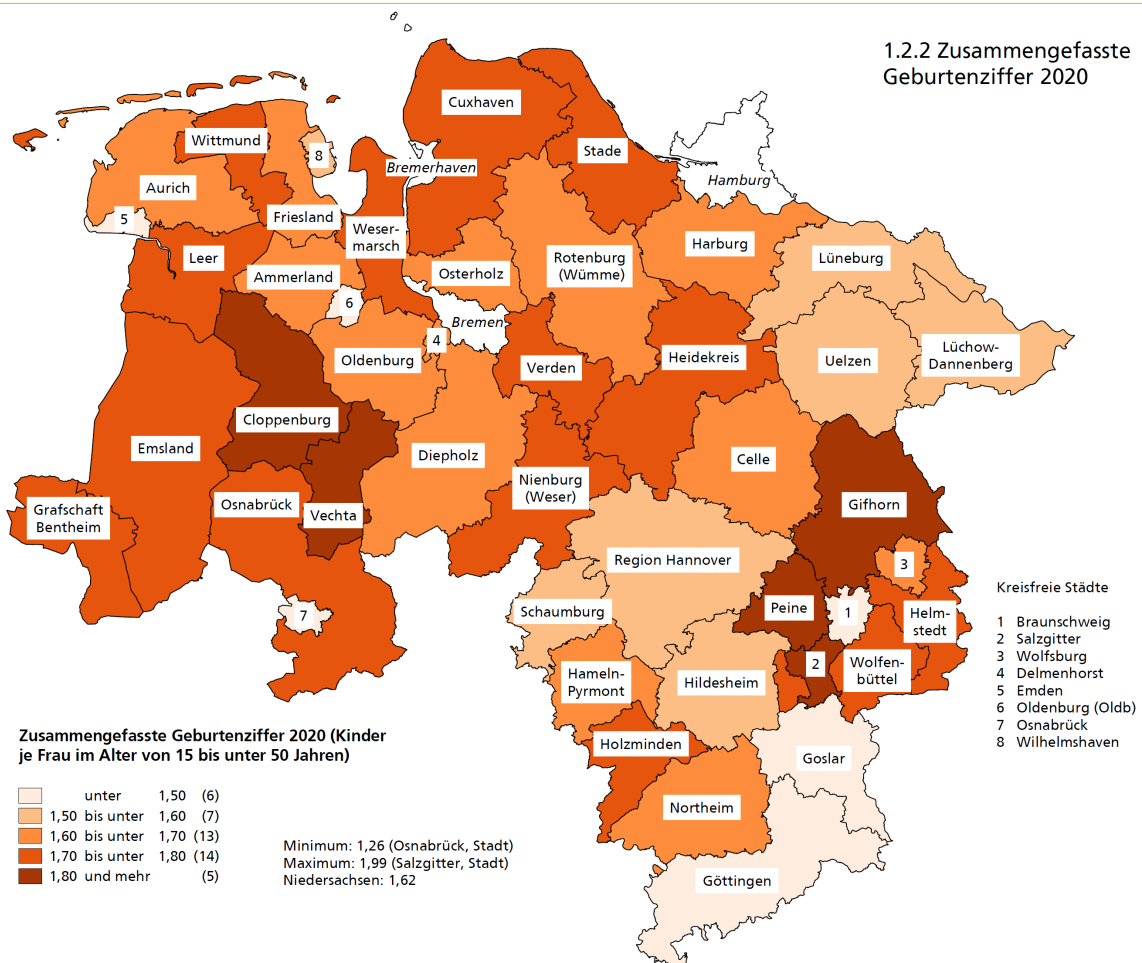 1.2.2 Zusammengefasste
Geburtenziffer 2020
Cuxhaven
Wittmund
8
Stade
Bremerhaven
Hamburg
Aurich
5
Friesland
Weser-
marsch
Harburg
Lüneburg
Leer
Ammerland
Osterholz
Rotenburg
(Wümme)
6
Bremen
4
Oldenburg
Verden
Heidekreis
Uelzen
Lüchow-
Dannenberg
Cloppenburg
Emsland
Diepholz
Celle
Nienburg
(Weser)
Grafschaft
Bentheim
Osnabrück
Vechta
Gifhorn
Region Hannover
3
7
Schaumburg
Peine
1
Helm-
stedt
2
Wolfen-
büttel
Hameln-
Pyrmont
Hildesheim
Holzminden
Goslar
Northeim
Göttingen
Kreisfreie Städte
1 Braunschweig
2 Salzgitter
3 Wolfsburg
4 Delmenhorst
5 Emden
6 Oldenburg (Oldb)
7 Osnabrück
8 Wilhelmshaven
Zusammengefasste Geburtenziffer 2020 (Kinder
je Frau im Alter von 15 bis unter 50 Jahren)
unter 1,50 (6)
1,50 bis unter 1,60 (7)
1,60 bis unter 1,70 (13)
1,70 bis unter 1,80 (14)
1,80 und mehr (5)
Minimum: 1,26 (Osnabrück, Stadt)
Maximum: 1,99 (Salzgitter, Stadt)
Niedersachsen: 1,62